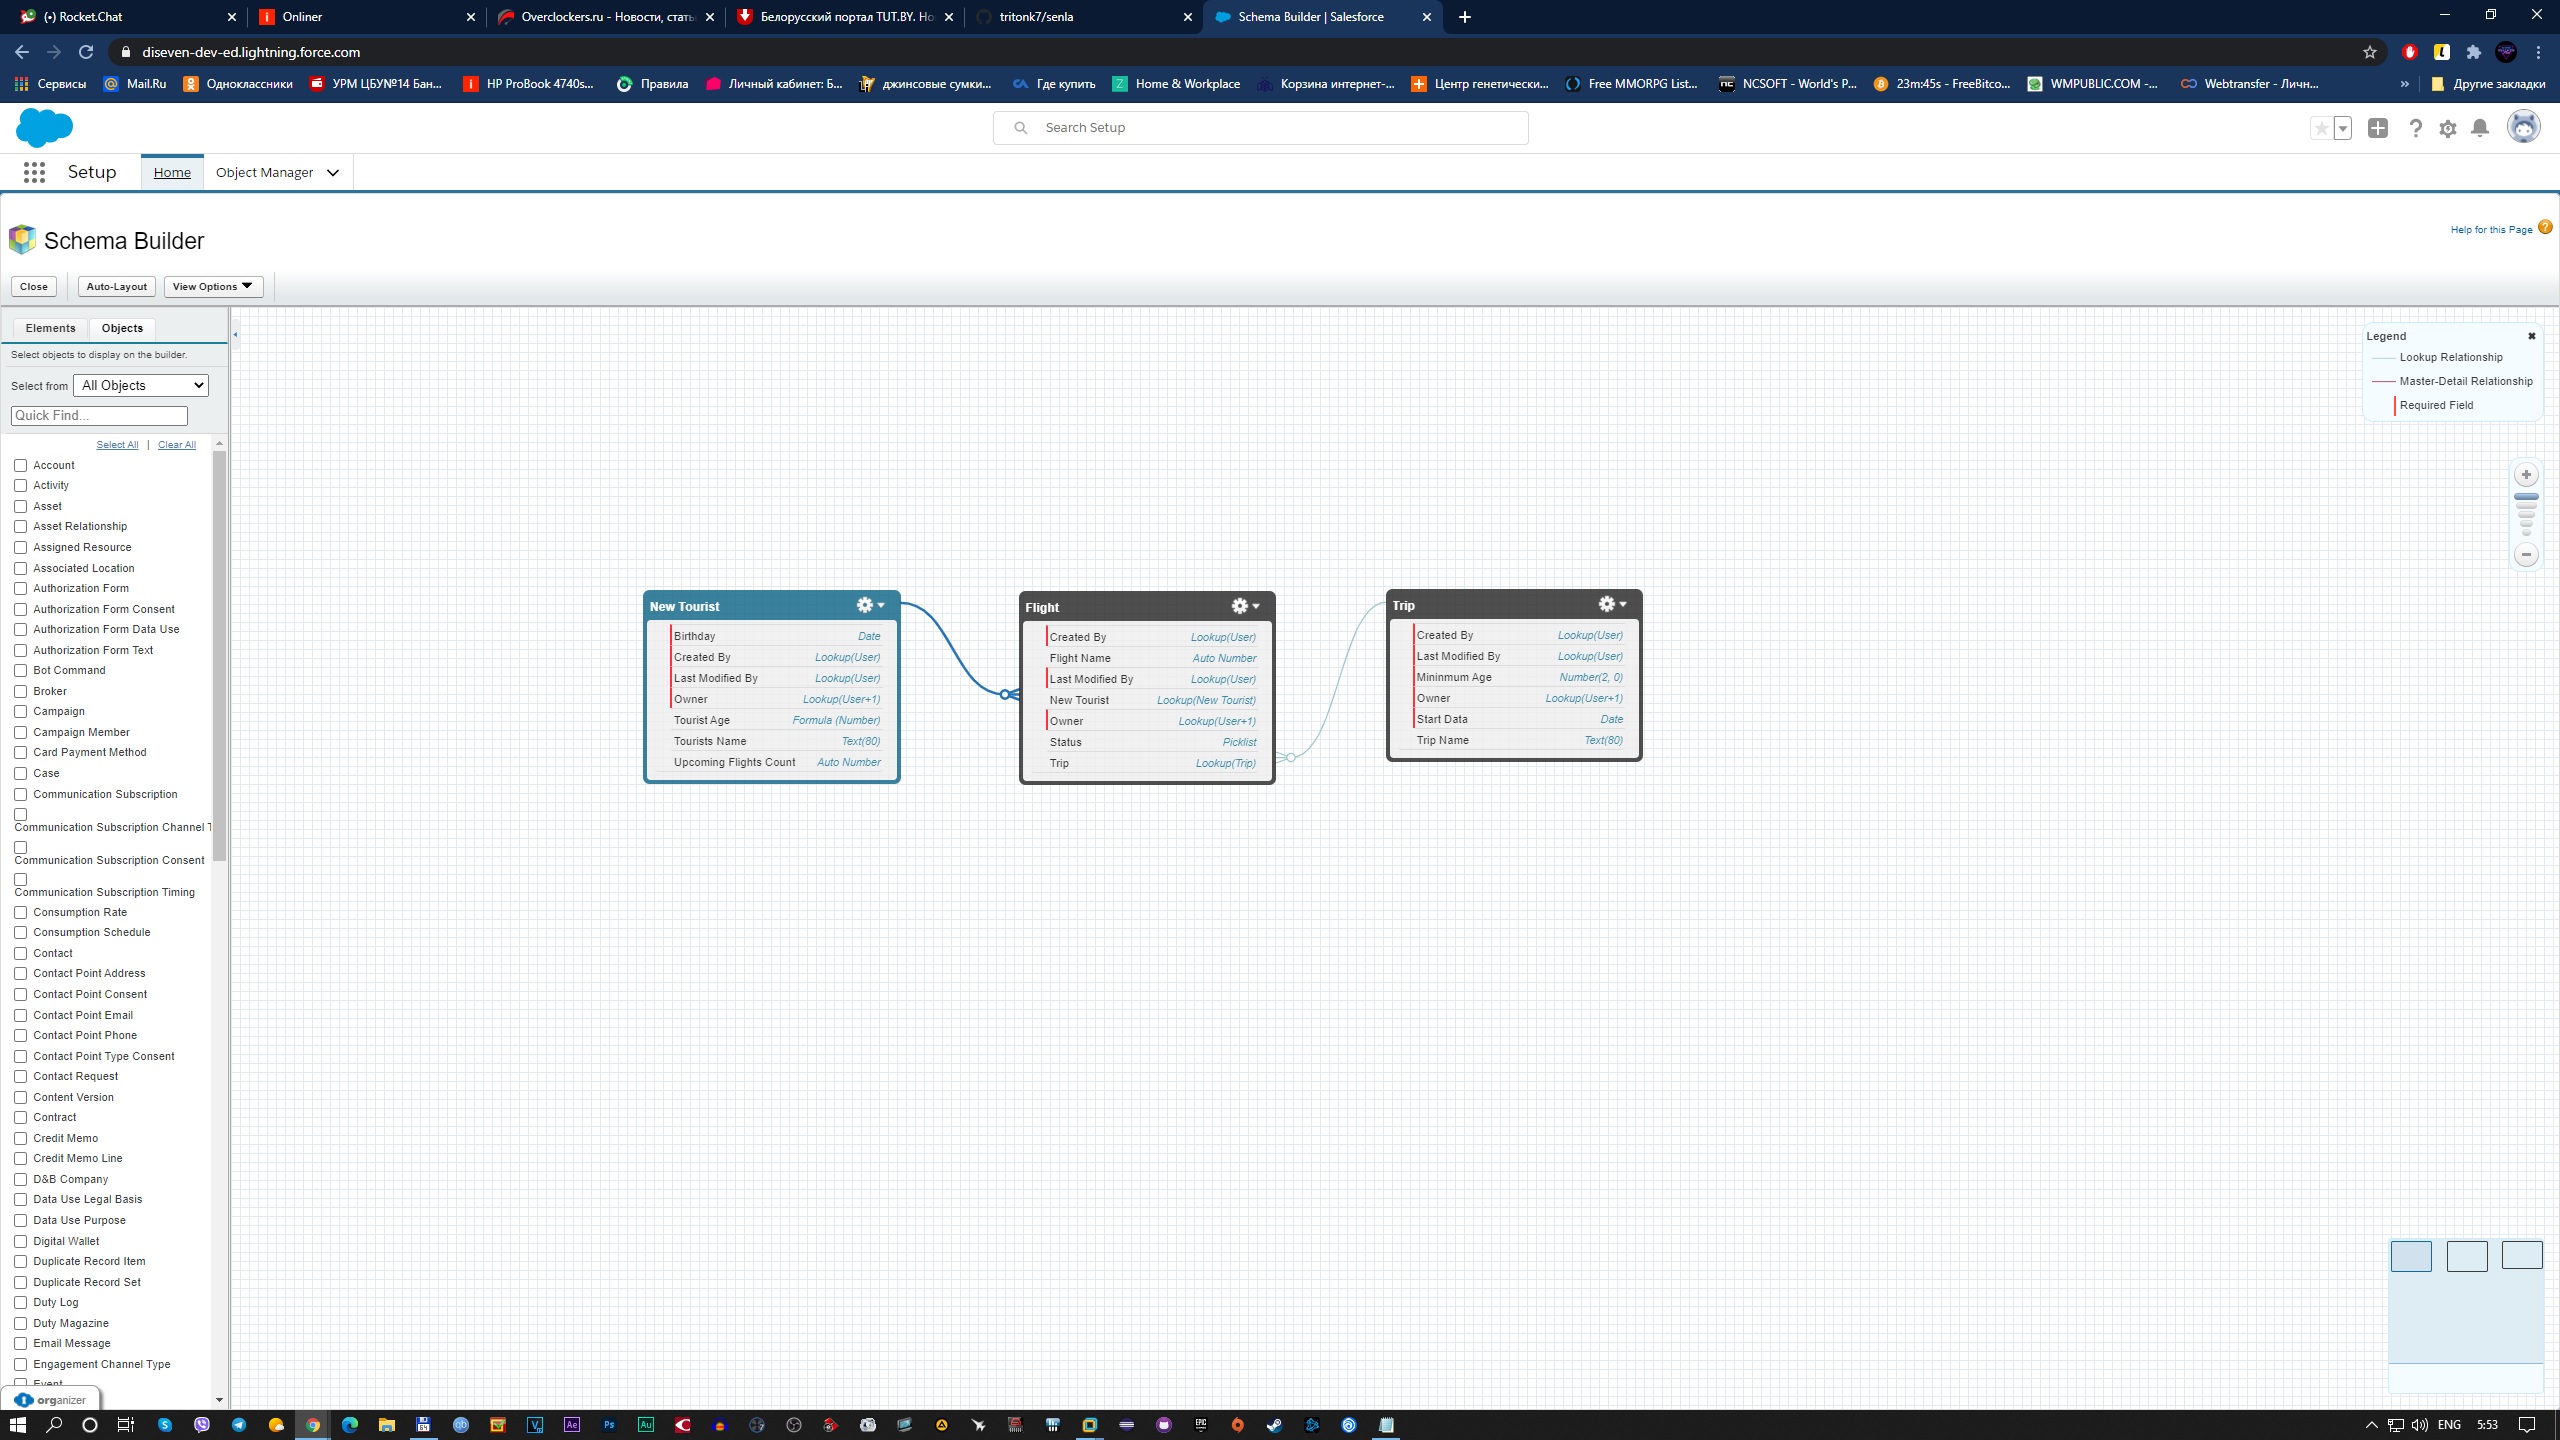 (•) Rocket.Chat
Onliner
Overclockers.ru - Новости, стать
Белорусский портал TUT.BY. Но
tritonk7/senla
Schema Builder | Salesforce
diseven-dev-ed.lightning.force.com
Сервисы
Mail.Ru
Одноклассники
УРМ ЦБУ№14 Бан...
HP ProBook 4740s...
Правила
Личный кабинет: Б...
джинсовые сумки...
Где купить
Home & Workplace
Корзина интернет-...
Центр генетически...
Free MMORPG List...
NCSOFT - World's P...
23m:45s - FreeBitco...
WMPUBLIC.COM -...
Webtransfer - Личн...
»
Другие закладки
Search Setup
Setup
Home
Object Manager
Schema Builder
Help for this Page
Close
Auto-Layout
View Options
Elements
Objects
Select objects to display on the builder.
Select from
All Objects
Quick Find...
Select All | Clear All
Account
Activity
Asset
Asset Relationship
Assigned Resource
Associated Location
Authorization Form
Authorization Form Consent
Authorization Form Data Use
Authorization Form Text
Bot Command
Broker
Campaign
Campaign Member
Card Payment Method
Case
Communication Subscription
Communication Subscription Channel T
Communication Subscription Consent
Communication Subscription Timing
Consumption Rate
Consumption Schedule
Contact
Contact Point Address
Contact Point Consent
Contact Point Email
Contact Point Phone
Contact Point Type Consent
Contact Request
Content Version
Contract
Credit Memo
Credit Memo Line
D&B Company
Data Use Legal Basis
Data Use Purpose
Digital Wallet
Duplicate Record Item
Duplicate Record Set
Duty Log
Duty Magazine
Email Message
Engagement Channel Type
Event
organizer
New Tourist
Birthday Date
Created By Lookup(User)
Last Modified By Lookup(User)
Owner Lookup(User+1)
Tourist Age Formula (Number)
Tourists Name Text(80)
Upcoming Flights Count Auto Number
Flight
Created By Lookup(User)
Flight Name Auto Number
Last Modified By Lookup(User)
New Tourist Lookup(New Tourist)
Owner Lookup(User+1)
Status Picklist
Trip Lookup(Trip)
Trip
Created By Lookup(User)
Last Modified By Lookup(User)
Mininmum Age Number(2, 0)
Owner Lookup(User+1)
Start Data Date
Trip Name Text(80)
Legend
Lookup Relationship
Master-Detail Relationship
Required Field
ENG
5:53